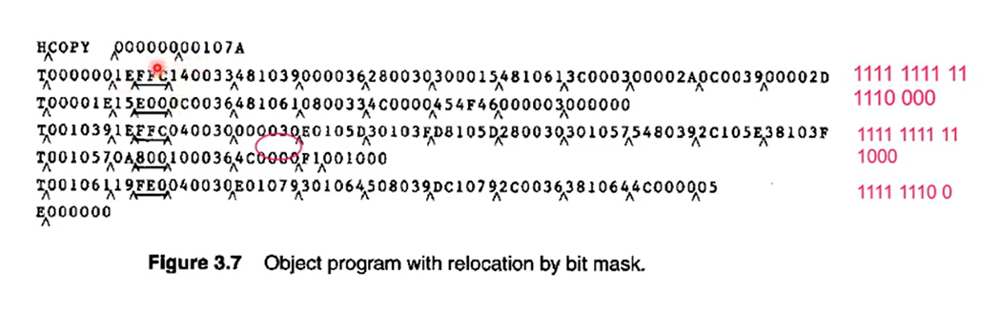 HCOPY 00000000107A
T0000001EFFC1400334810390000362800303000154810613C000300002A0C003900002D 1111 1111 11
T00001E15E000C00364810610800334C0000454F46000003000000 1110 000
T0010391EFFC040030000030E0105D30103FD8105D2800303010575480392C105E38103F 1111 1111 11
T0010570A8001000364C0000F1001000 1000
T00106119FE0040030E01079301064508039DC10792C00363810644C000005 1111 1110 0
E000000
Figure 3.7 Object program with relocation by bit mask.